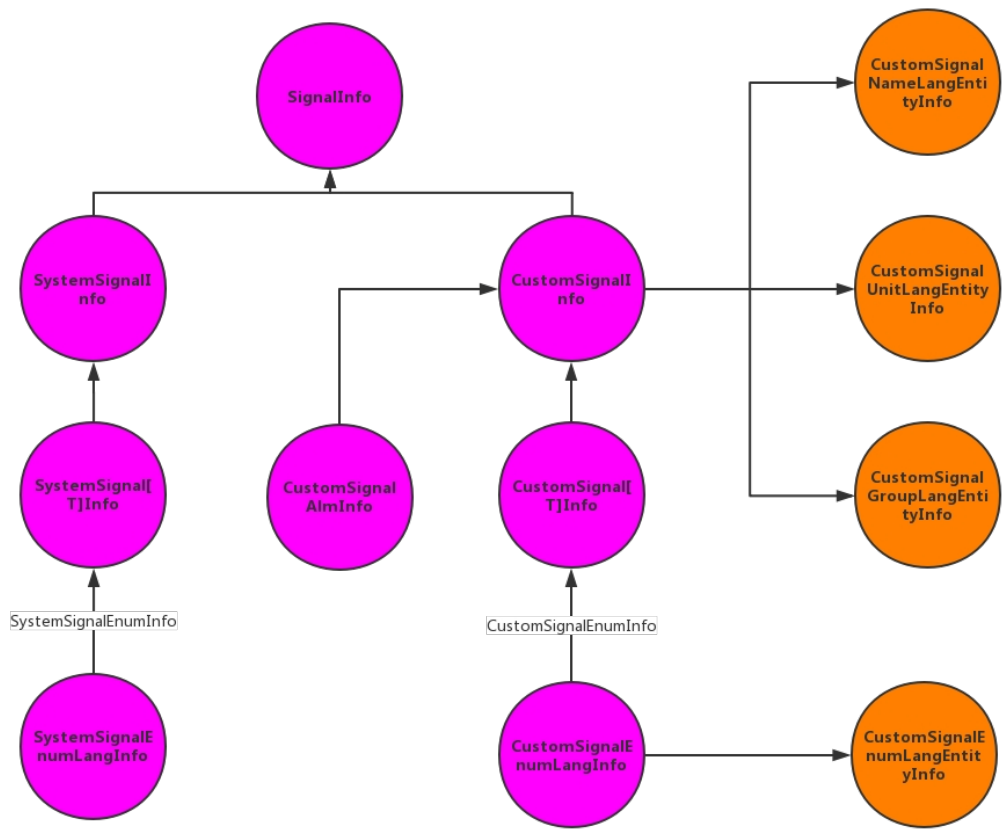 SignalInfo
CustomSignal
NameLangEnti
tyInfo
SystemSignalI
nfo
CustomSignalI
nfo
CustomSignal
UnitLangEntity
Info
SystemSignal[
T]Info
CustomSignal
AlmInfo
CustomSignal[
T]Info
CustomSignal
GroupLangEnti
tyInfo
SystemSignalEnumInfo
CustomSignalEnumInfo
SystemSignalE
numLangInfo
CustomSignalE
numLangInfo
CustomSignalE
numLangEntit
yInfo